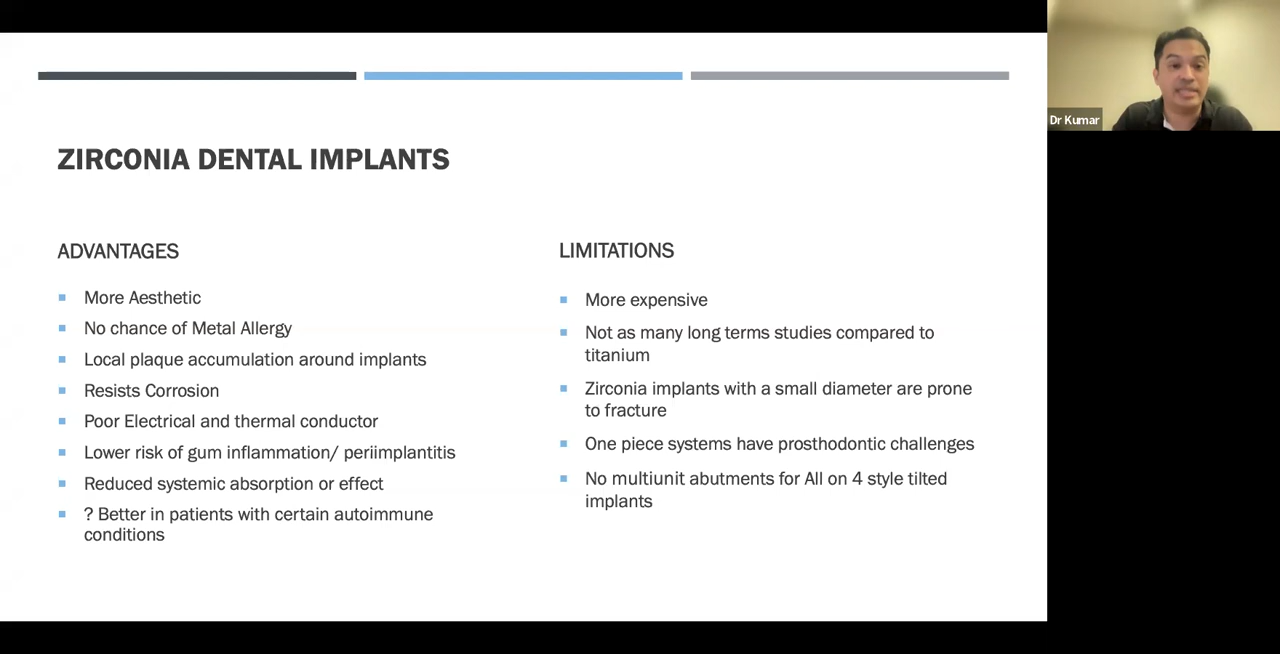 ZIRCONIA DENTAL IMPLANTS
ADVANTAGES
More Aesthetic
No chance of Metal Allergy
Local plaque accumulation around implants
Resists Corrosion
Poor Electrical and thermal conductor
Lower risk of gum inflammation/ periimplantitis
Reduced systemic absorption or effect
? Better in patients with certain autoimmune
conditions
LIMITATIONS
More expensive
Not as many long terms studies compared to
titanium
Zirconia implants with a small diameter are prone
to fracture
One piece systems have prosthodontic challenges
No multiunit abutments for All on 4 style tilted
implants
Dr Kumar